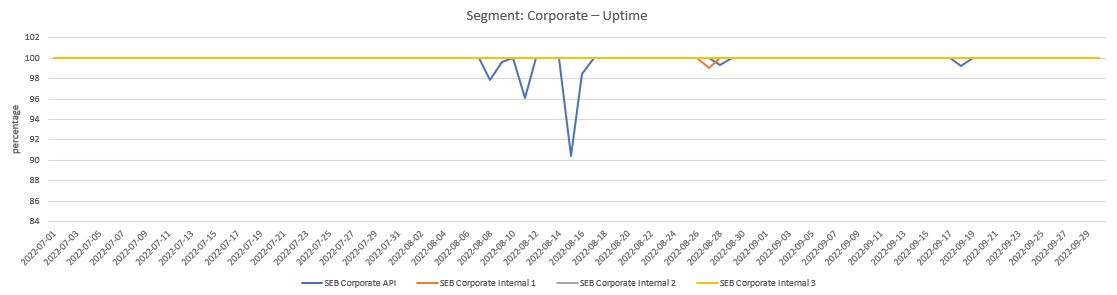 Segment: Corporate – Uptime
102
100
98
96
94
92
90
88
86
84
percentage
2022-07-01 2022-07-03 2022-07-05 2022-07-07 2022-07-09 2022-07-11 2022-07-13 2022-07-15 2022-07-17 2022-07-19 2022-07-21 2022-07-23 2022-07-25 2022-07-27 2022-07-29 2022-07-31 2022-08-02 2022-08-04 2022-08-06 2022-08-08 2022-08-10 2022-08-12 2022-08-14 2022-08-16 2022-08-18 2022-08-20 2022-08-22 2022-08-24 2022-08-26 2022-08-28 2022-08-30 2022-09-01 2022-09-03 2022-09-05 2022-09-07 2022-09-09 2022-09-11 2022-09-13 2022-09-15 2022-09-17 2022-09-19 2022-09-21 2022-09-23 2022-09-25 2022-09-27 2022-09-29
SEB Corporate API SEB Corporate Internal 1 SEB Corporate Internal 2 SEB Corporate Internal 3